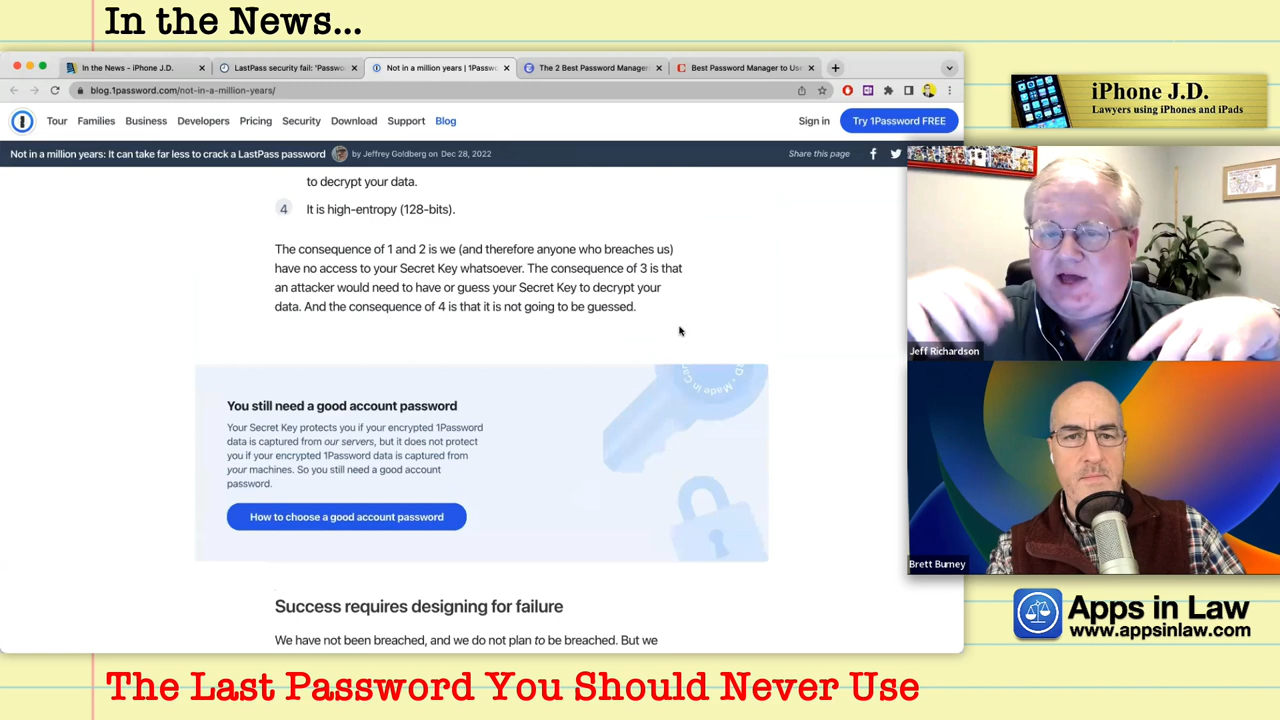 In the News...
In the News - iPhone J.D.
LastPass security fail: 'Passwo
Not in a million years | 1Passwo
The 2 Best Password Manager
Best Password Manager to Use
blog.1password.com/not-in-a-million-years/
Tour Families Business Developers Pricing Security Download Support Blog Sign in Try 1Password FREE
Not in a million years: It can take far less to crack a LastPass password by Jeffrey Goldberg on Dec 28, 2022 Share this page
to decrypt your data.
4 It is high-entropy (128-bits).
The consequence of 1 and 2 is we (and therefore anyone who breaches us)
have no access to your Secret Key whatsoever. The consequence of 3 is that
an attacker would need to have or guess your Secret Key to decrypt your
data. And the consequence of 4 is that it is not going to be guessed.
You still need a good account password
Your Secret Key protects you if your encrypted 1Password
data is captured from our servers, but it does not protect
you if your encrypted 1Password data is captured from
your machines. So you still need a good account
password.
How to choose a good account password
Made in Can
Success requires designing for failure
We have not been breached, and we do not plan to be breached. But we
iPhone J.D.
Lawyers using iPhones and iPads
Jeff Richardson
Brett Burney
Apps in Law
www.appsinlaw.com
The Last Password You Should Never Use